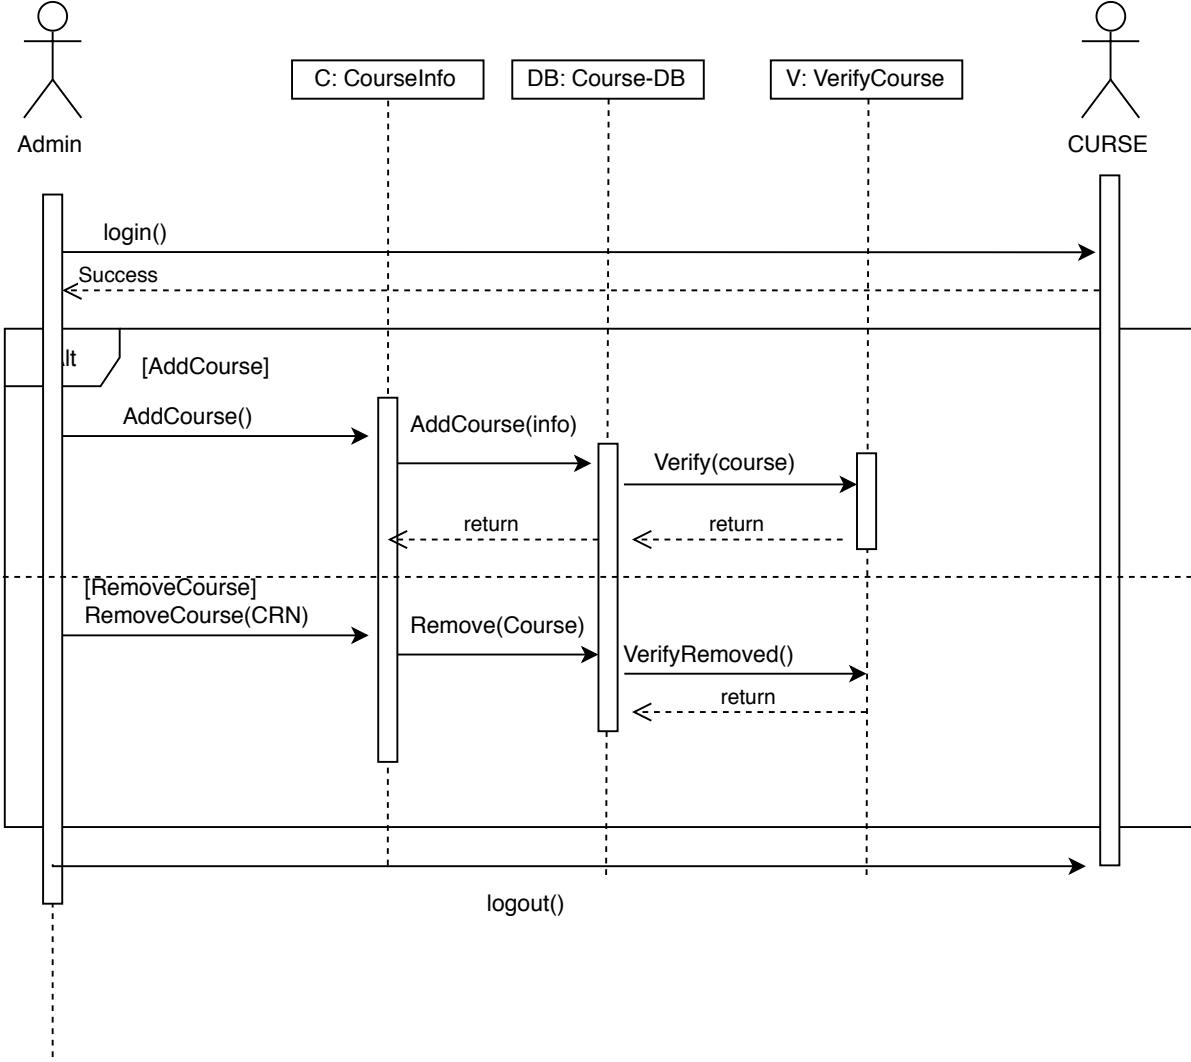 Admin
C: CourseInfo
DB: Course-DB
V: VerifyCourse
CURSE
login()
Success
lt
[AddCourse]
AddCourse()
AddCourse(info)
Verify(course)
return
return
[RemoveCourse]
RemoveCourse(CRN)
Remove(Course)
VerifyRemoved()
return
logout()